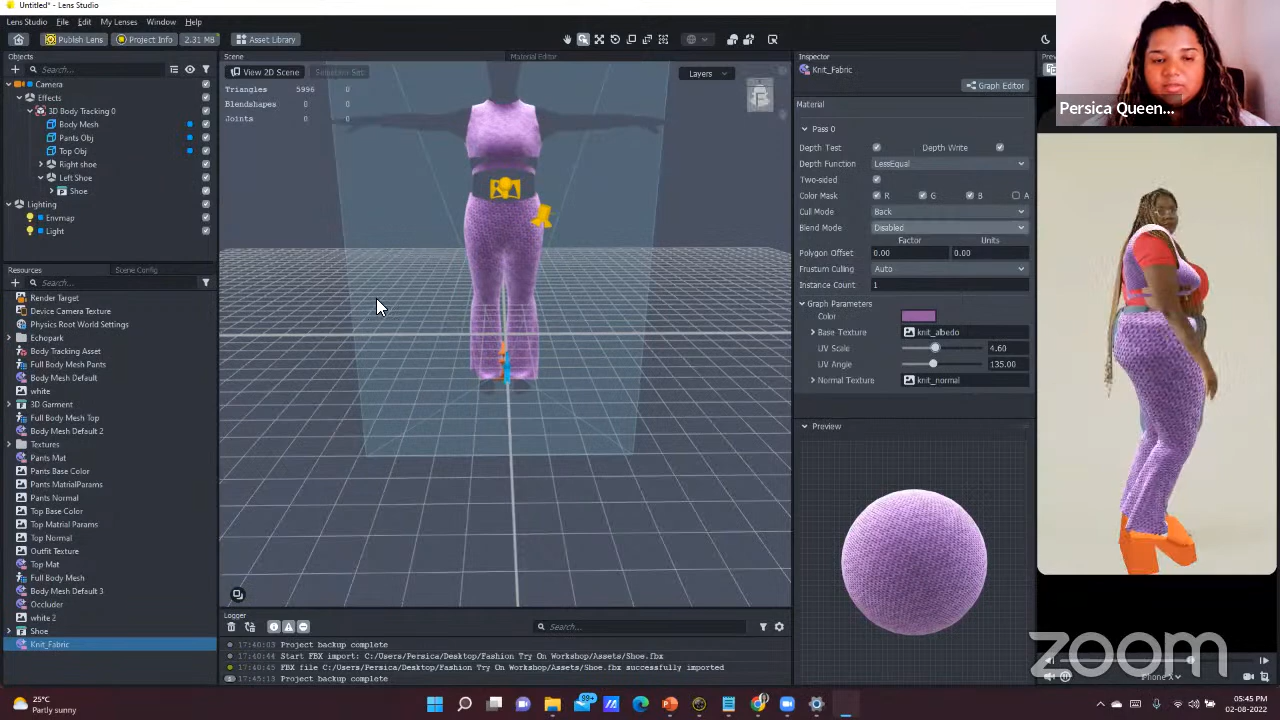 Untitled* - Lens Studio
Lens Studio File Edit My Lenses Window Help
Publish Lens Project Info 2.31 MB Asset Library
Objects
Search...
Camera
Effects
3D Body Tracking 0
Body Mesh
Pants Obj
Top Obj
Right shoe
Left Shoe
Shoe
Lighting
Envmap
Light
Resources Scene Config
Search...
Render Target
Device Camera Texture
Physics Root World Settings
Echopark
Body Tracking Asset
Full Body Mesh Pants
Body Mesh Default
white
3D Garment
Full Body Mesh Top
Body Mesh Default 2
Textures
Pants Mat
Pants Base Color
Pants MaterialParams
Pants Normal
Top Base Color
Top Matrial Params
Top Normal
Outfit Texture
Top Mat
Full Body Mesh
Body Mesh Default 3
Occluder
white 2
Shoe
Knit_Fabric
Scene Material Editor
View 2D Scene Layers
Triangles 5996 0
Blendshapes 0 0
Joints: 0 0
Logger
Search...
17:40:03 Project backup complete
17:40:44 Start FBX import: C:/Users/Persica/Desktop/Fashion Try On Workshop/Assets/Shoe.fbx
17:40:45 FBX file C:/Users/Persica/Desktop/Fashion Try On Workshop/Assets/Shoe.fbx successfully imported
17:45:13 Project backup complete
Inspector
Knit_Fabric
Graph Editor
Material
Pass 0
Depth Test Depth Write
Depth Function LessEqual
Two-sided
Color Mask R G B A
Cull Mode Back
Blend Mode Disabled
Factor Units
Polygon Offset: 0.00 0.00
Frustum Culling: Auto
Instance Count: 1
Graph Parameters
Color
Base Texture knit_albedo
UV Scale 4.60
UV Angle 135.00
Normal Texture knit_normal
Preview
Persica Queen...
zoom
iPhone X
25°C
Partly sunny
99+
05:45 PM
02-08-2022